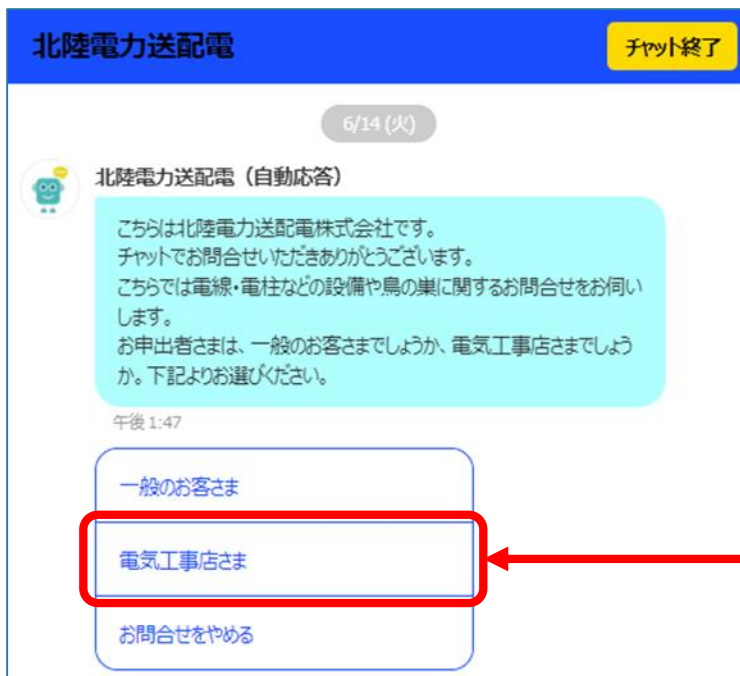 北陸電力送配電
チャット終了
6/14 (火)
北陸電力送配電（自動応答）
こちらは北陸電力送配電株式会社です。
チャットでお問合せいただきありがとうございます。
こちらでは電線・電柱などの設備や鳥の巣に関するお問合せをお伺い
します。
お申出者さまは、一般のお客さまでしょうか、電気工事店さまでしょう
か。下記よりお選びください。
午後 1:47
一般のお客さま
電気工事店さま
お問合せをやめる